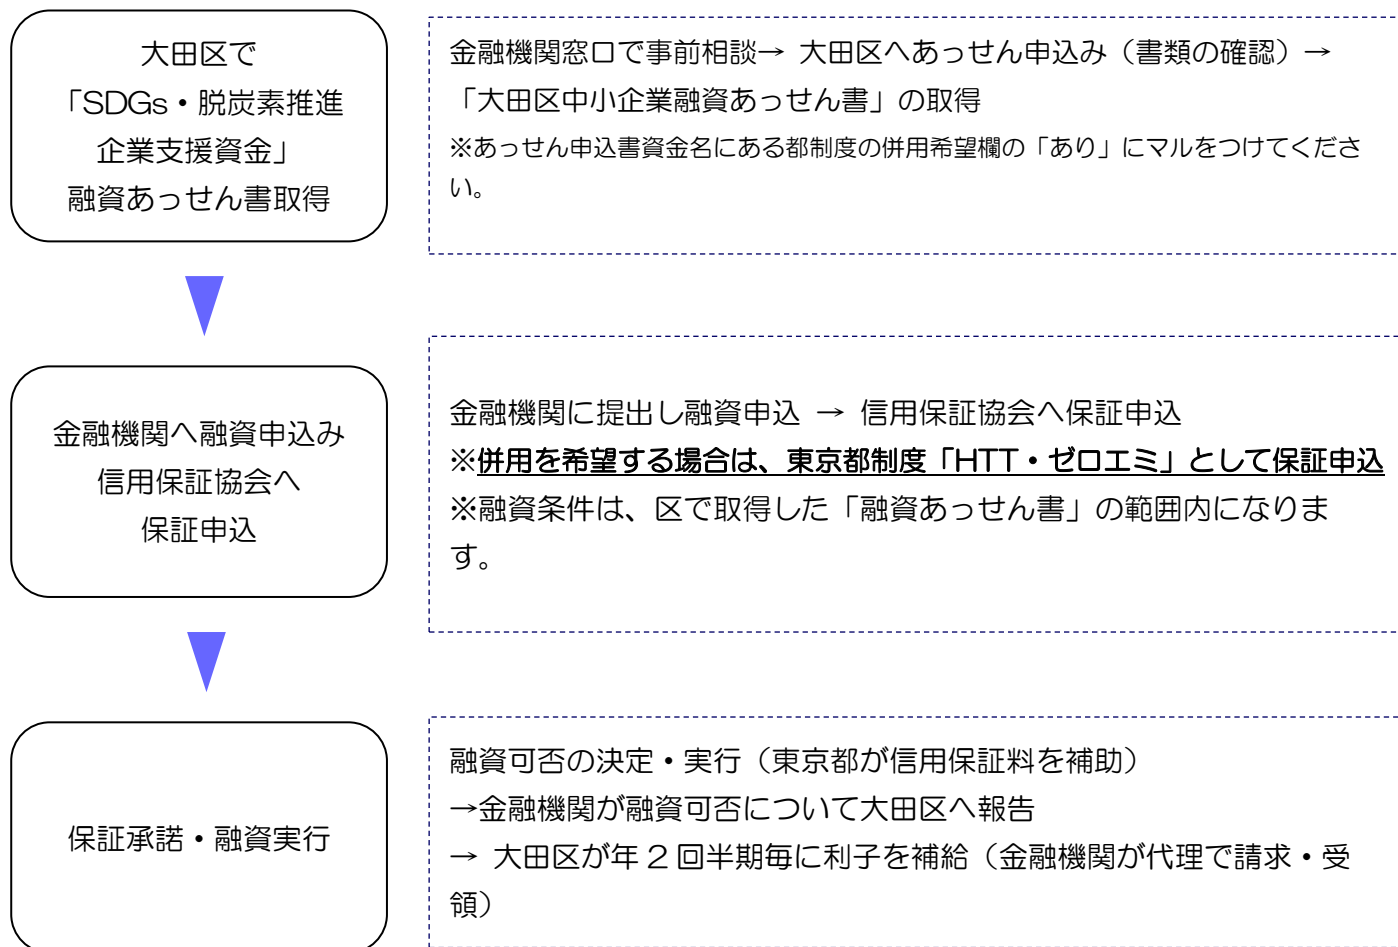 大田区で
「SDGs・脱炭素推進
企業支援資金」
融資あっせん書取得
金融機関窓口で事前相談→ 大田区へあっせん申込み（書類の確認）→
「大田区中小企業融資あっせん書」の取得
※あっせん申込書資金名にある都制度の併用希望欄の「あり」にマルをつけてくださ
い。
金融機関へ融資申込み
信用保証協会へ
保証申込
金融機関に提出し融資申込 → 信用保証協会へ保証申込
※併用を希望する場合は、東京都制度「HTT・ゼロエミ」として保証申込
※融資条件は、区で取得した「融資あっせん書」の範囲内になりま
す。
保証承諾・融資実行
融資可否の決定・実行（東京都が信用保証料を補助）
→金融機関が融資可否について大田区へ報告
→ 大田区が年２回半期毎に利子を補給（金融機関が代理で請求・受
領）